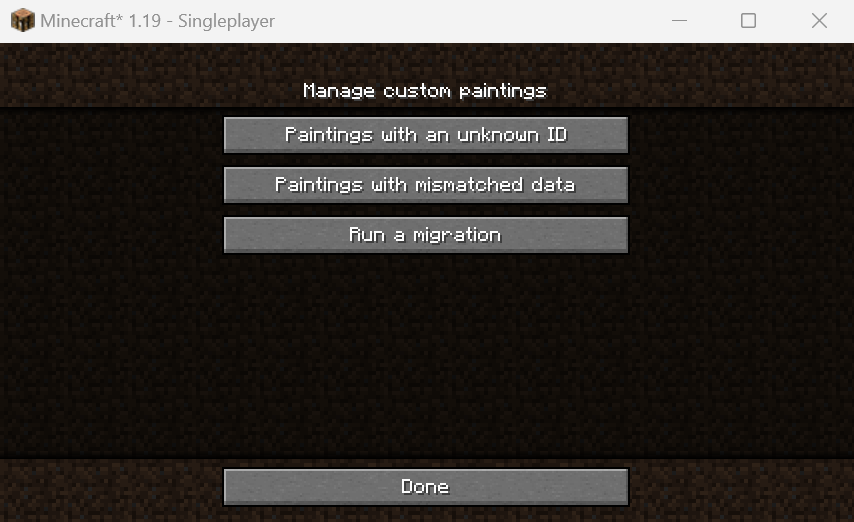 Minecraft* 1.19 - Singleplayer
Manage custom paintings
Paintings with an unknown ID
Paintings with mismatched data
Run a migration
Done